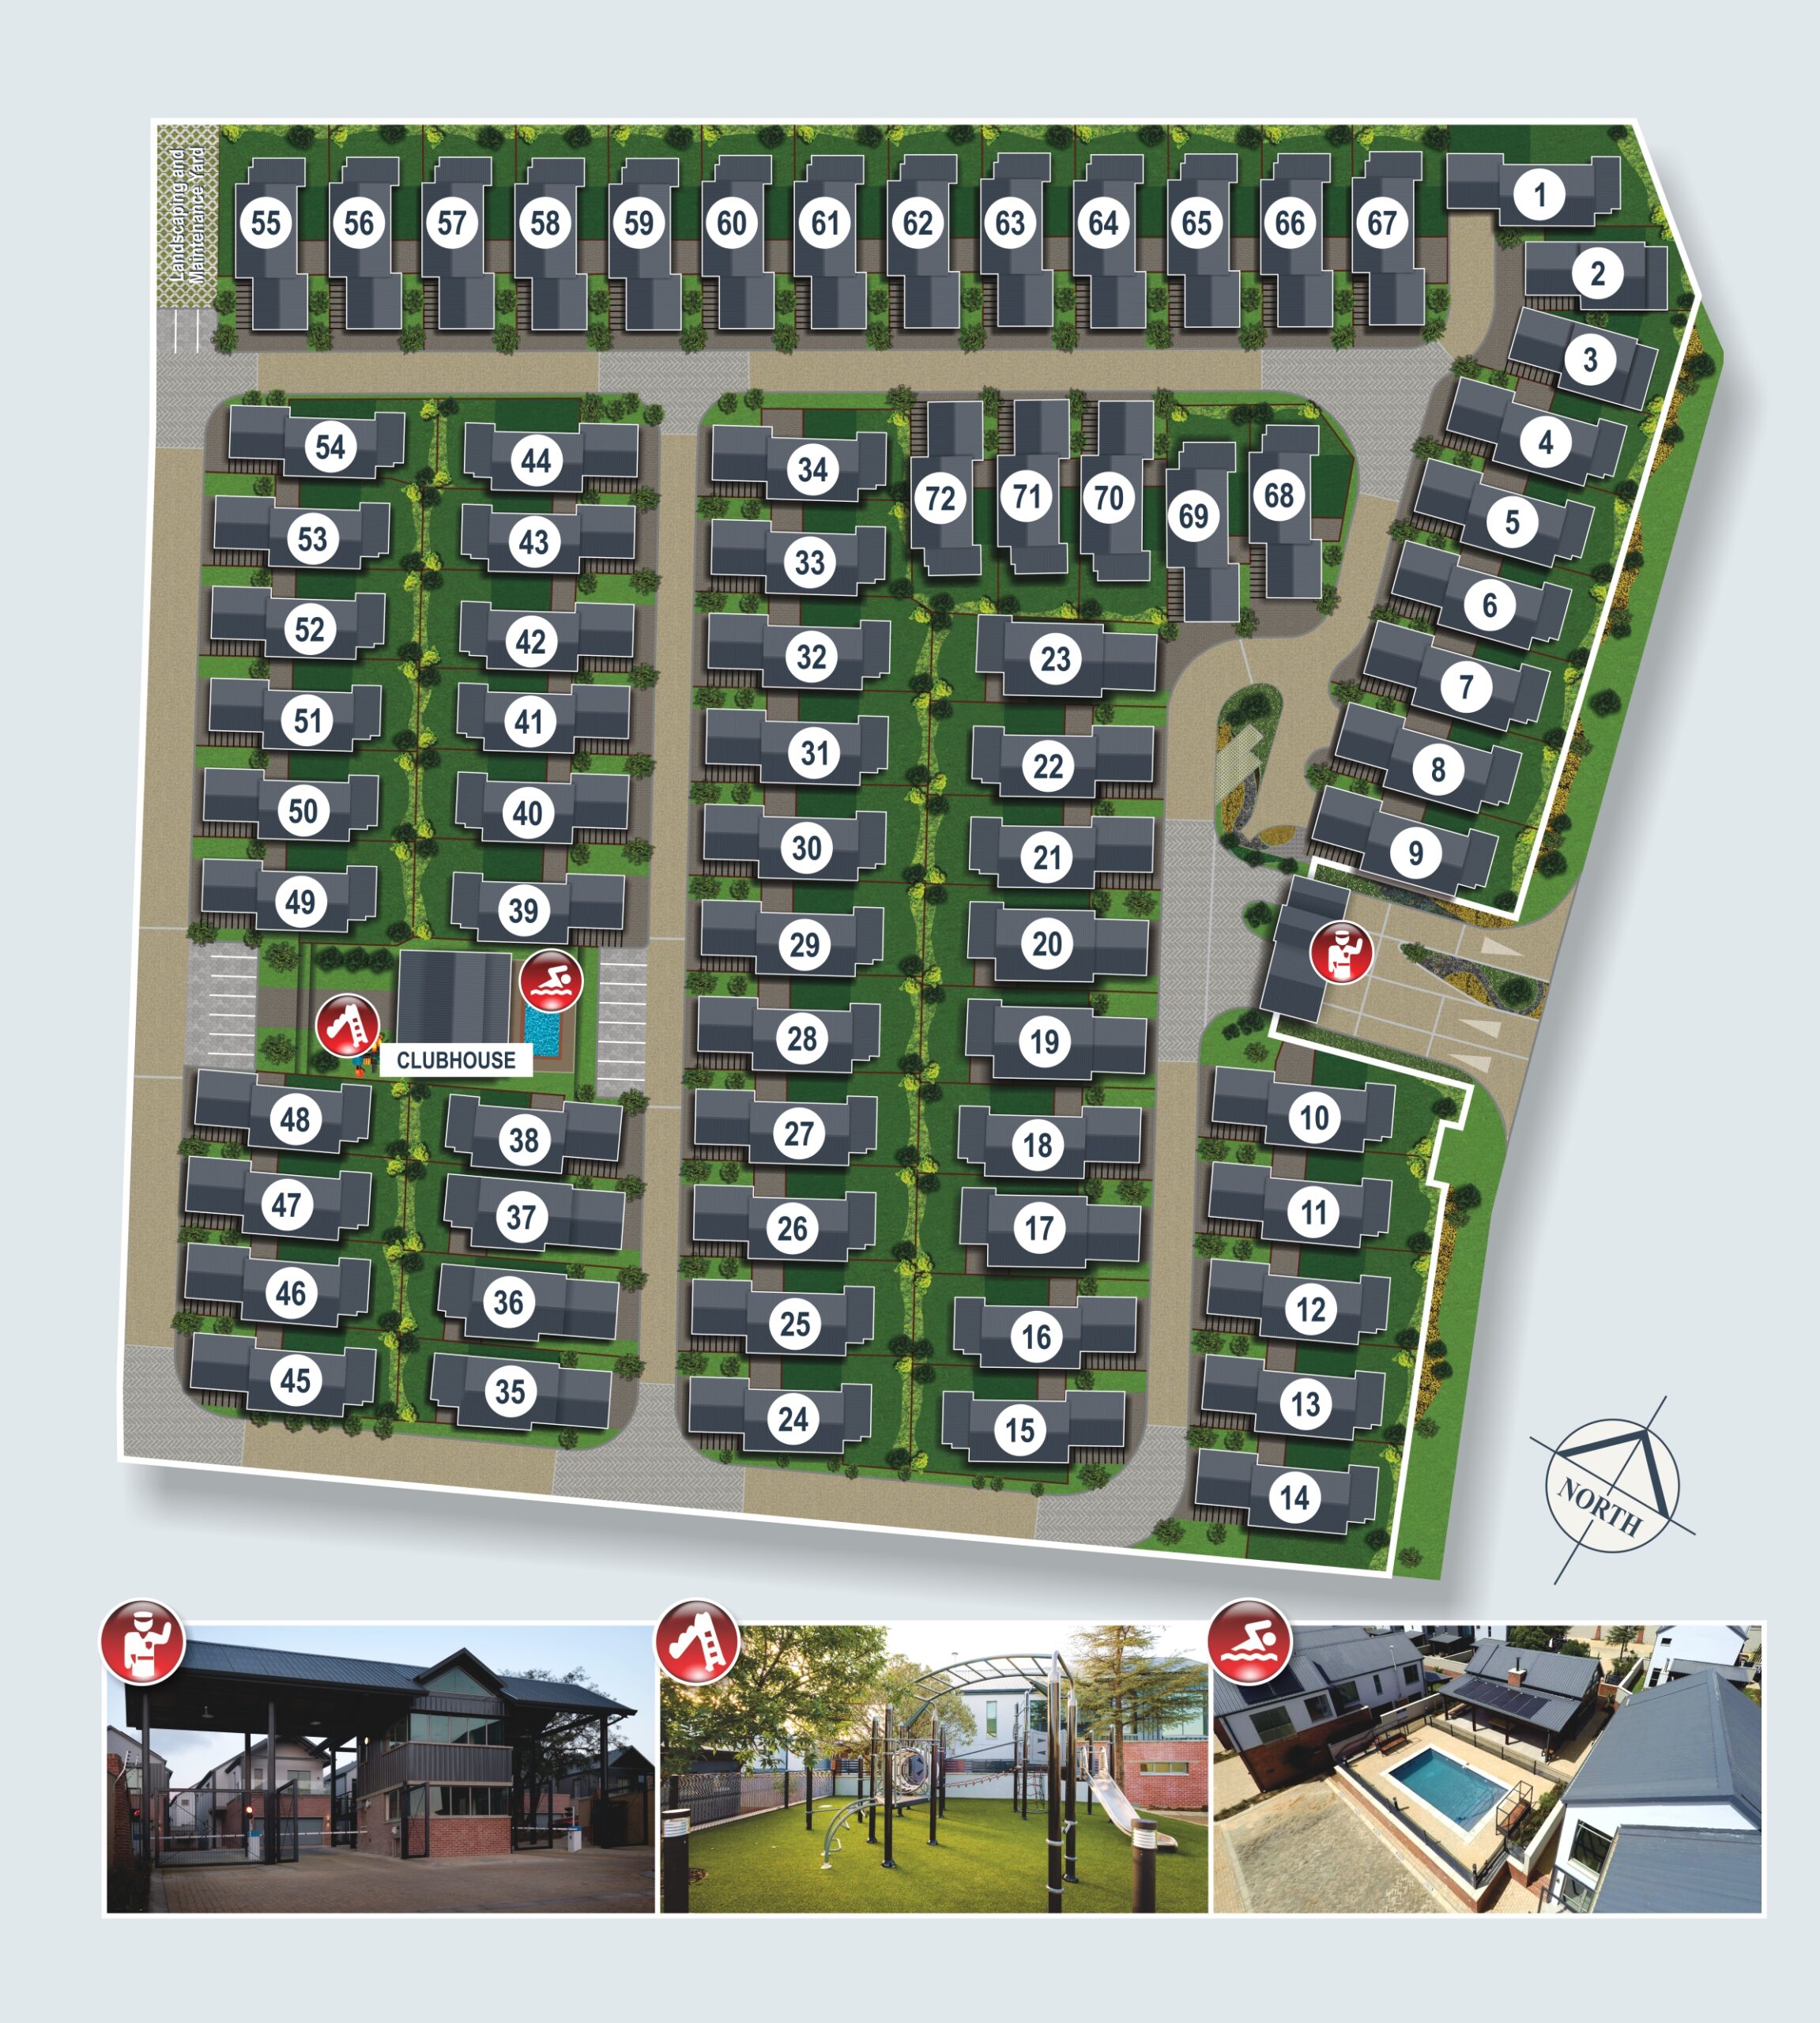 Landscaping and
Maintenance Yard
55 56 57 58 59 60 61 62 63 64 65 66 67 1
2
3
54 44 34 72 71 70 69 68 4
53 43 33 5
52 42 32 23 6
51 41 31 22 7
50 40 30 21 8
49 39 29 20 9
CLUBHOUSE
28 19
48 38 27 18 10
47 37 26 17 11
46 36 25 16 12
45 35 24 15 13
14
NORTH